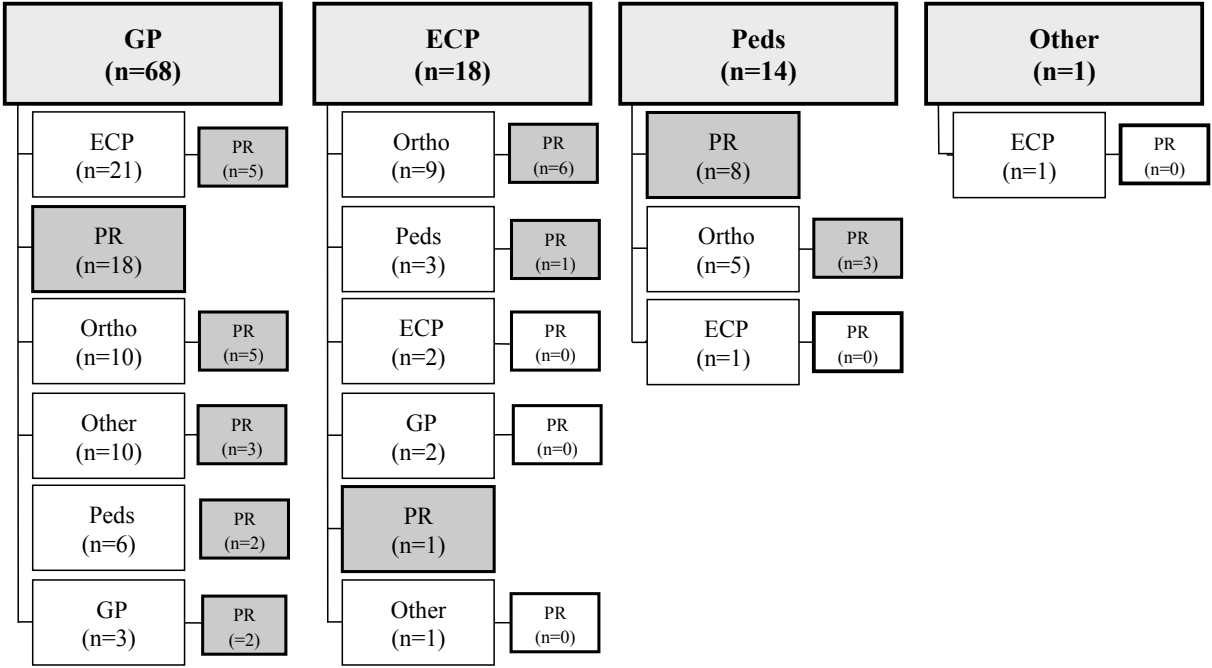 GP
(n=68)
ECP
(n=21)
PR
(n=5)
PR
(n=18)
Ortho
(n=10)
PR
(n=5)
Other
(n=10)
PR
(n=3)
Peds
(n=6)
PR
(n=2)
GP
(n=3)
PR
(=2)
ECP
(n=18)
Ortho
(n=9)
PR
(n=6)
Peds
(n=3)
PR
(n=1)
ECP
(n=2)
PR
(n=0)
GP
(n=2)
PR
(n=0)
PR
(n=1)
Other
(n=1)
PR
(n=0)
Peds
(n=14)
PR
(n=8)
Ortho
(n=5)
PR
(n=3)
ECP
(n=1)
PR
(n=0)
Other
(n=1)
ECP
(n=1)
PR
(n=0)